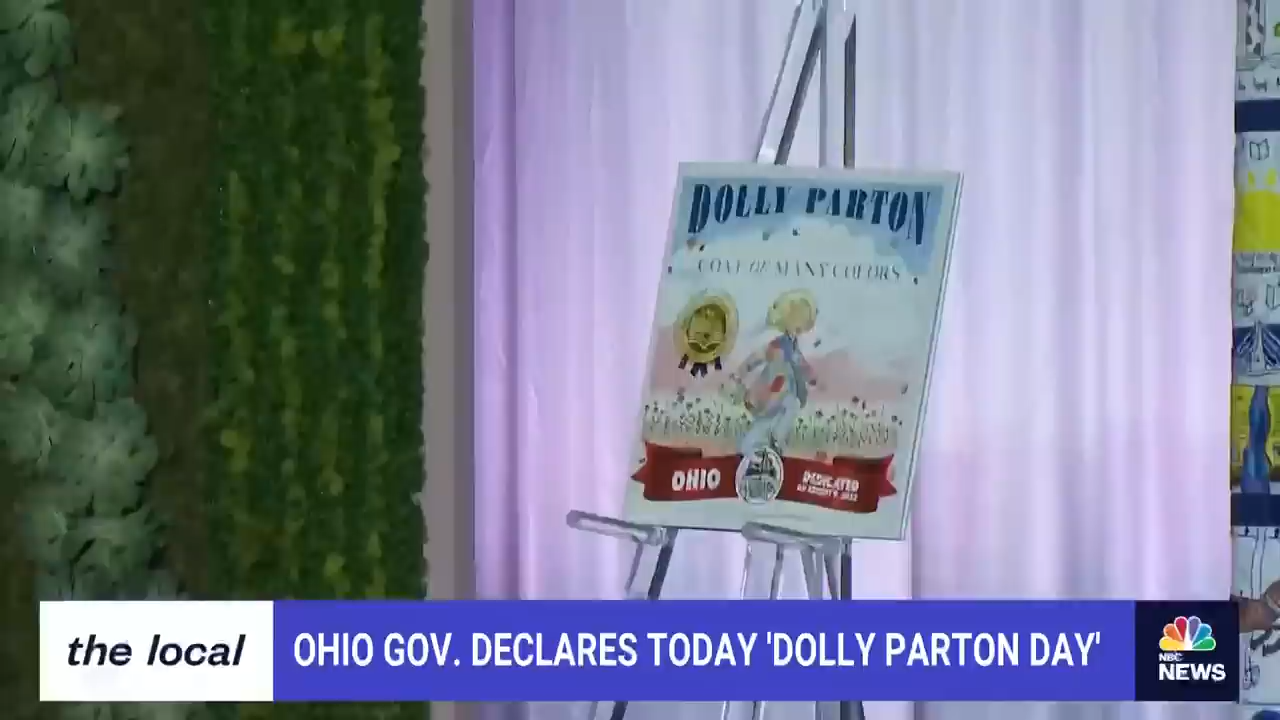 DOLLY PARTON
COAT OF MANY COLORS
OHIO
DEDICATED
the local
OHIO GOV. DECLARES TODAY 'DOLLY PARTON DAY'
NBC
NEWS